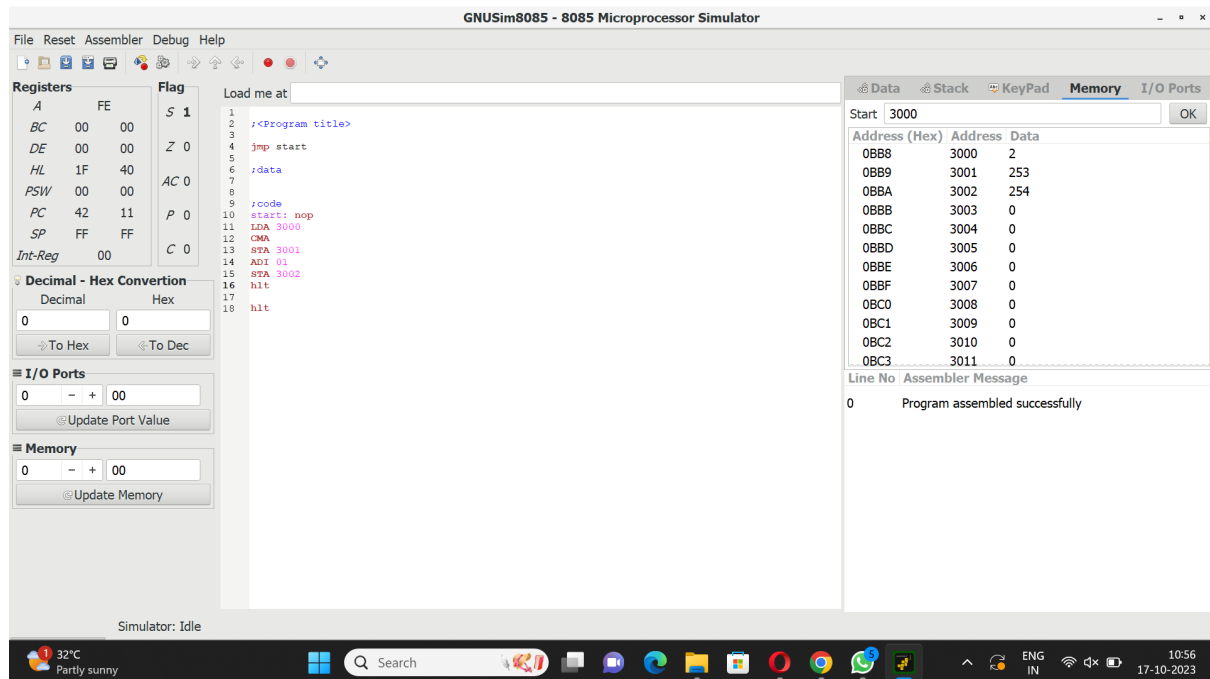 GNUSim8085 - 8085 Microprocessor Simulator
File Reset Assembler Debug Help
Registers
A FE
BC 00 00
DE 00 00
HL 1F 40
PSW 00 00
PC 42 11
SP FF FF
Int-Reg 00
Flag
S 1
Z 0
AC 0
P 0
C 0
Decimal - Hex Convertion
Decimal Hex
0 0
To Hex To Dec
I/O Ports
0 - + 00
Update Port Value
Memory
0 - + 00
Update Memory
Load me at
1
2 ;<Program title>
3
4 jmp start
5
6 ;data
7
8
9 ;code
10 start: nop
11 LDA 3000
12 CMA
13 STA 3001
14 ADI 01
15 STA 3002
16 hlt
17
18 hlt
Data Stack KeyPad Memory I/O Ports
Start 3000 OK
Address (Hex) Address Data
0BB8 3000 2
0BB9 3001 253
0BBA 3002 254
0BBB 3003 0
0BBC 3004 0
0BBD 3005 0
0BBE 3006 0
0BBF 3007 0
0BC0 3008 0
0BC1 3009 0
0BC2 3010 0
0BC3 3011 0
Line No Assembler Message
0 Program assembled successfully
Simulator: Idle
1
32°C
Partly sunny
Search
5
ENG
IN
10:56
17-10-2023